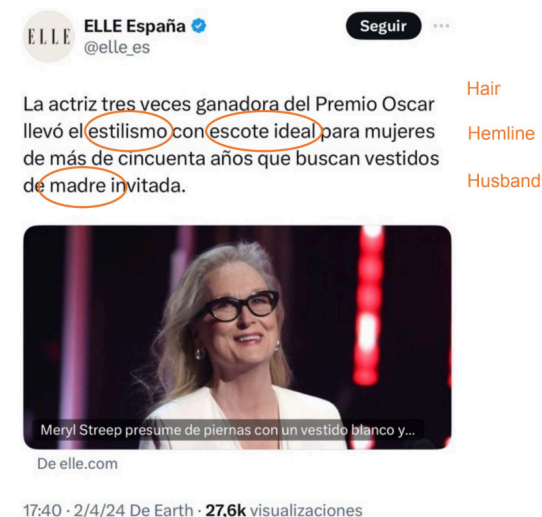 ELLE
ELLE España
@elle_es
Seguir
La actriz tres veces ganadora del Premio Oscar
llevó el estilismo con escote ideal para mujeres
de más de cincuenta años que buscan vestidos
de madre invitada.
Hair
Hemline
Husband
Meryl Streep presume de piernas con un vestido blanco y...
De elle.com
17:40 · 2/4/24 De Earth · 27,6k visualizaciones